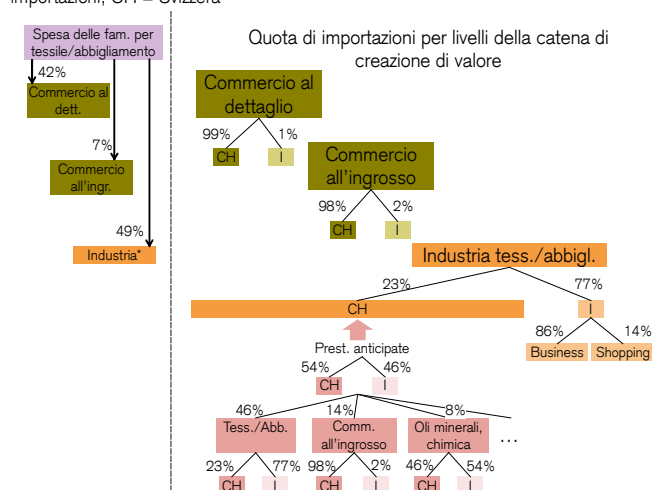 importazioni, CH = Svizzera
Spesa delle fam. per
tessile/abbigliamento
42%
Commercio al
dett.
7%
Commercio
all'ingr.
49%
Industria*
Quota di importazioni per livelli della catena di
creazione di valore
Commercio al
dettaglio
99%
1%
CH
I
Commercio
all'ingrosso
98%
2%
CH
I
Industria tess./abbigl.
23%
77%
CH
I
86%
14%
Business
Shopping
Prest. anticipate
54%
46%
CH
I
46%
14%
8%
Tess./Abb.
Comm.
all'ingrosso
Oli minerali,
chimica
...
23%
77%
98%
2%
46%
54%
CH
I
CH
I
CH
I